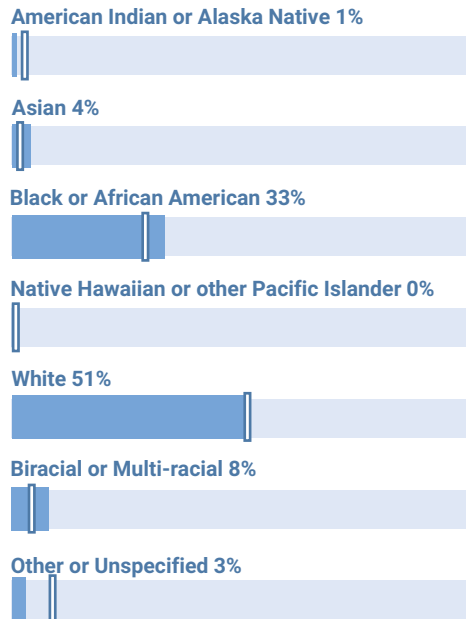 American Indian or Alaska Native 1%
Asian 4%
Black or African American 33%
Native Hawaiian or other Pacific Islander 0%
White 51%
Biracial or Multi-racial 8%
Other or Unspecified 3%